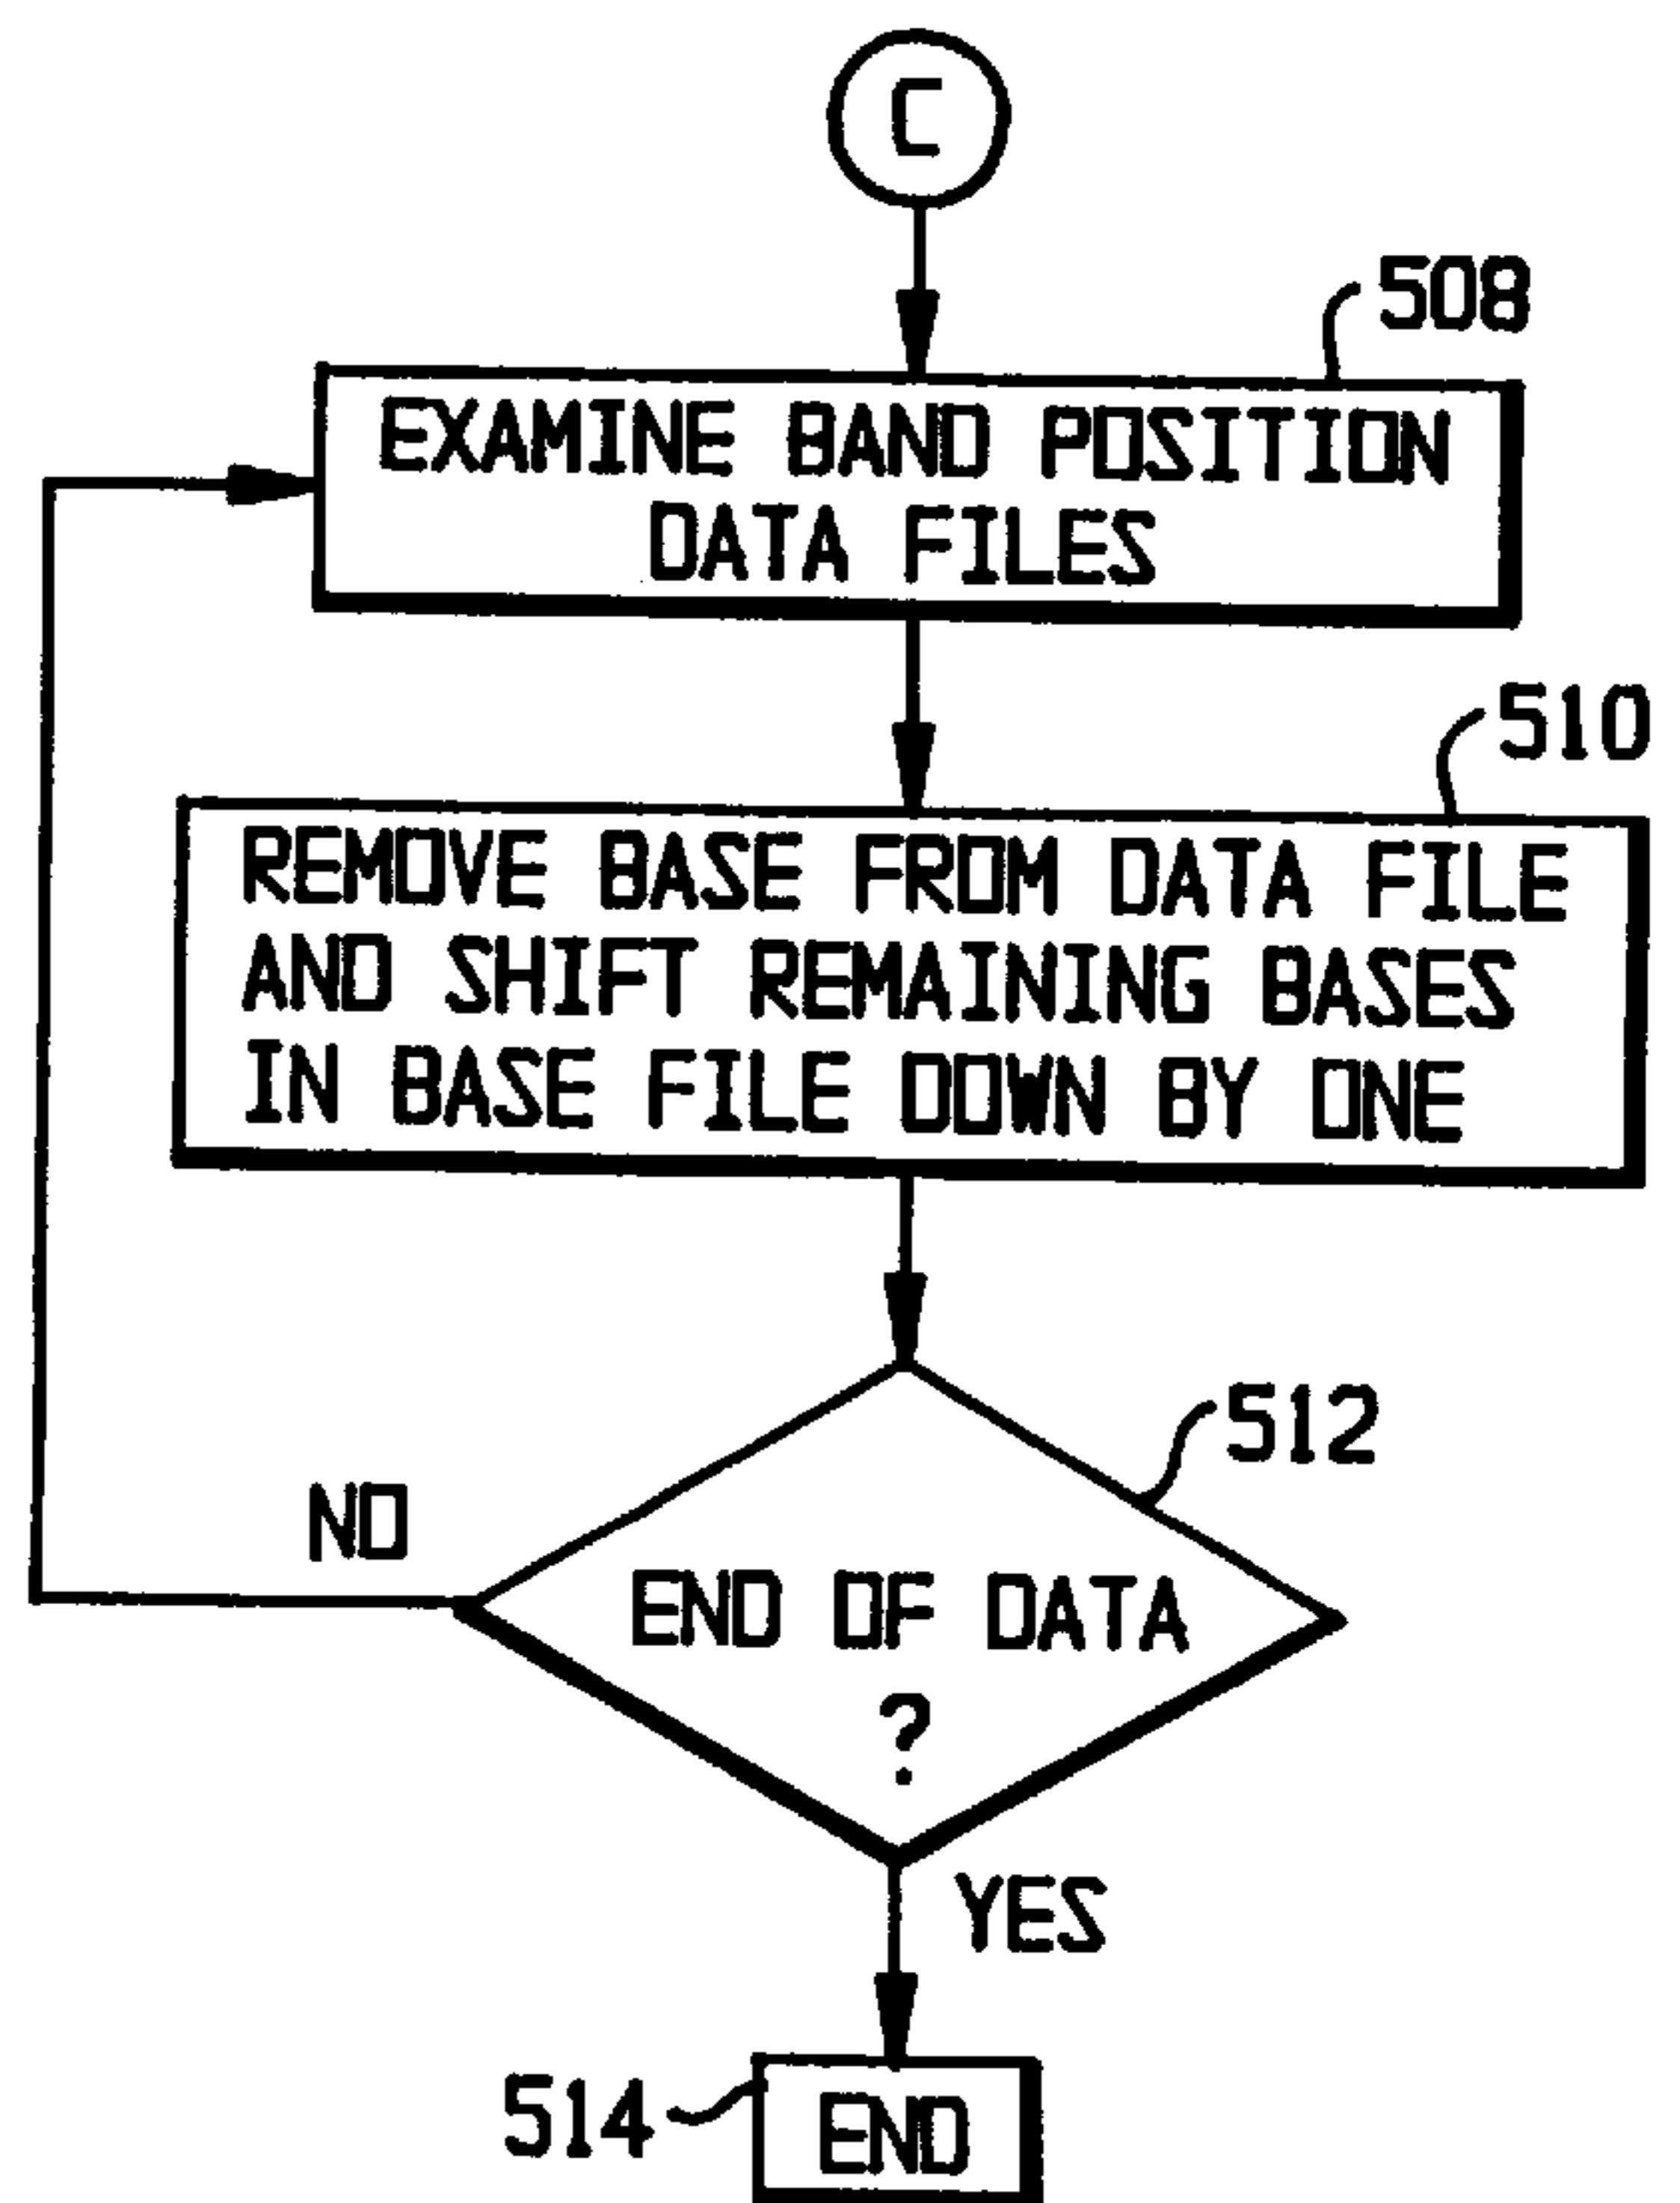 C
508
EXAMINE BAND POSITION
DATA FILES
510
REMOVE BASE FROM DATA FILE
AND SHIFT REMAINING BASES
IN BASE FILE DOWN BY ONE
512
NO
END OF DATA
?
YES
514
END